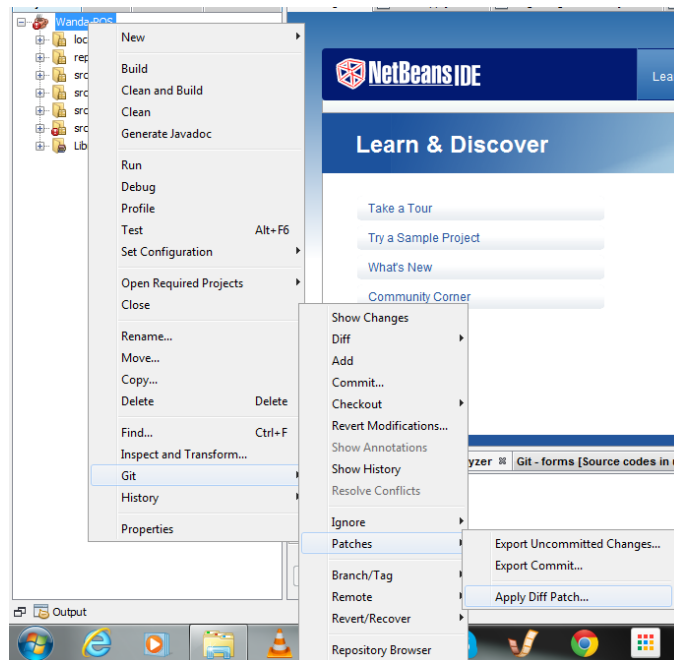 Wanda-POS
loc
rep
src
src
src
src
Lib
New
Build
Clean and Build
Clean
Generate Javadoc
Run
Debug
Profile
Test Alt+F6
Set Configuration
Open Required Projects
Close
Rename...
Move...
Copy...
Delete Delete
Find... Ctrl+F
Inspect and Transform...
Git
History
Properties
NetBeans IDE
Lea
Learn & Discover
Take a Tour
Try a Sample Project
What's New
Community Corner
Show Changes
Diff
Add
Commit...
Checkout
Revert Modifications...
Show Annotations
Show History
Resolve Conflicts
Ignore
Patches
Branch/Tag
Remote
Revert/Recover
Repository Browser
yzer Git - forms [Source codes in
Export Uncommitted Changes...
Export Commit...
Apply Diff Patch...
Output